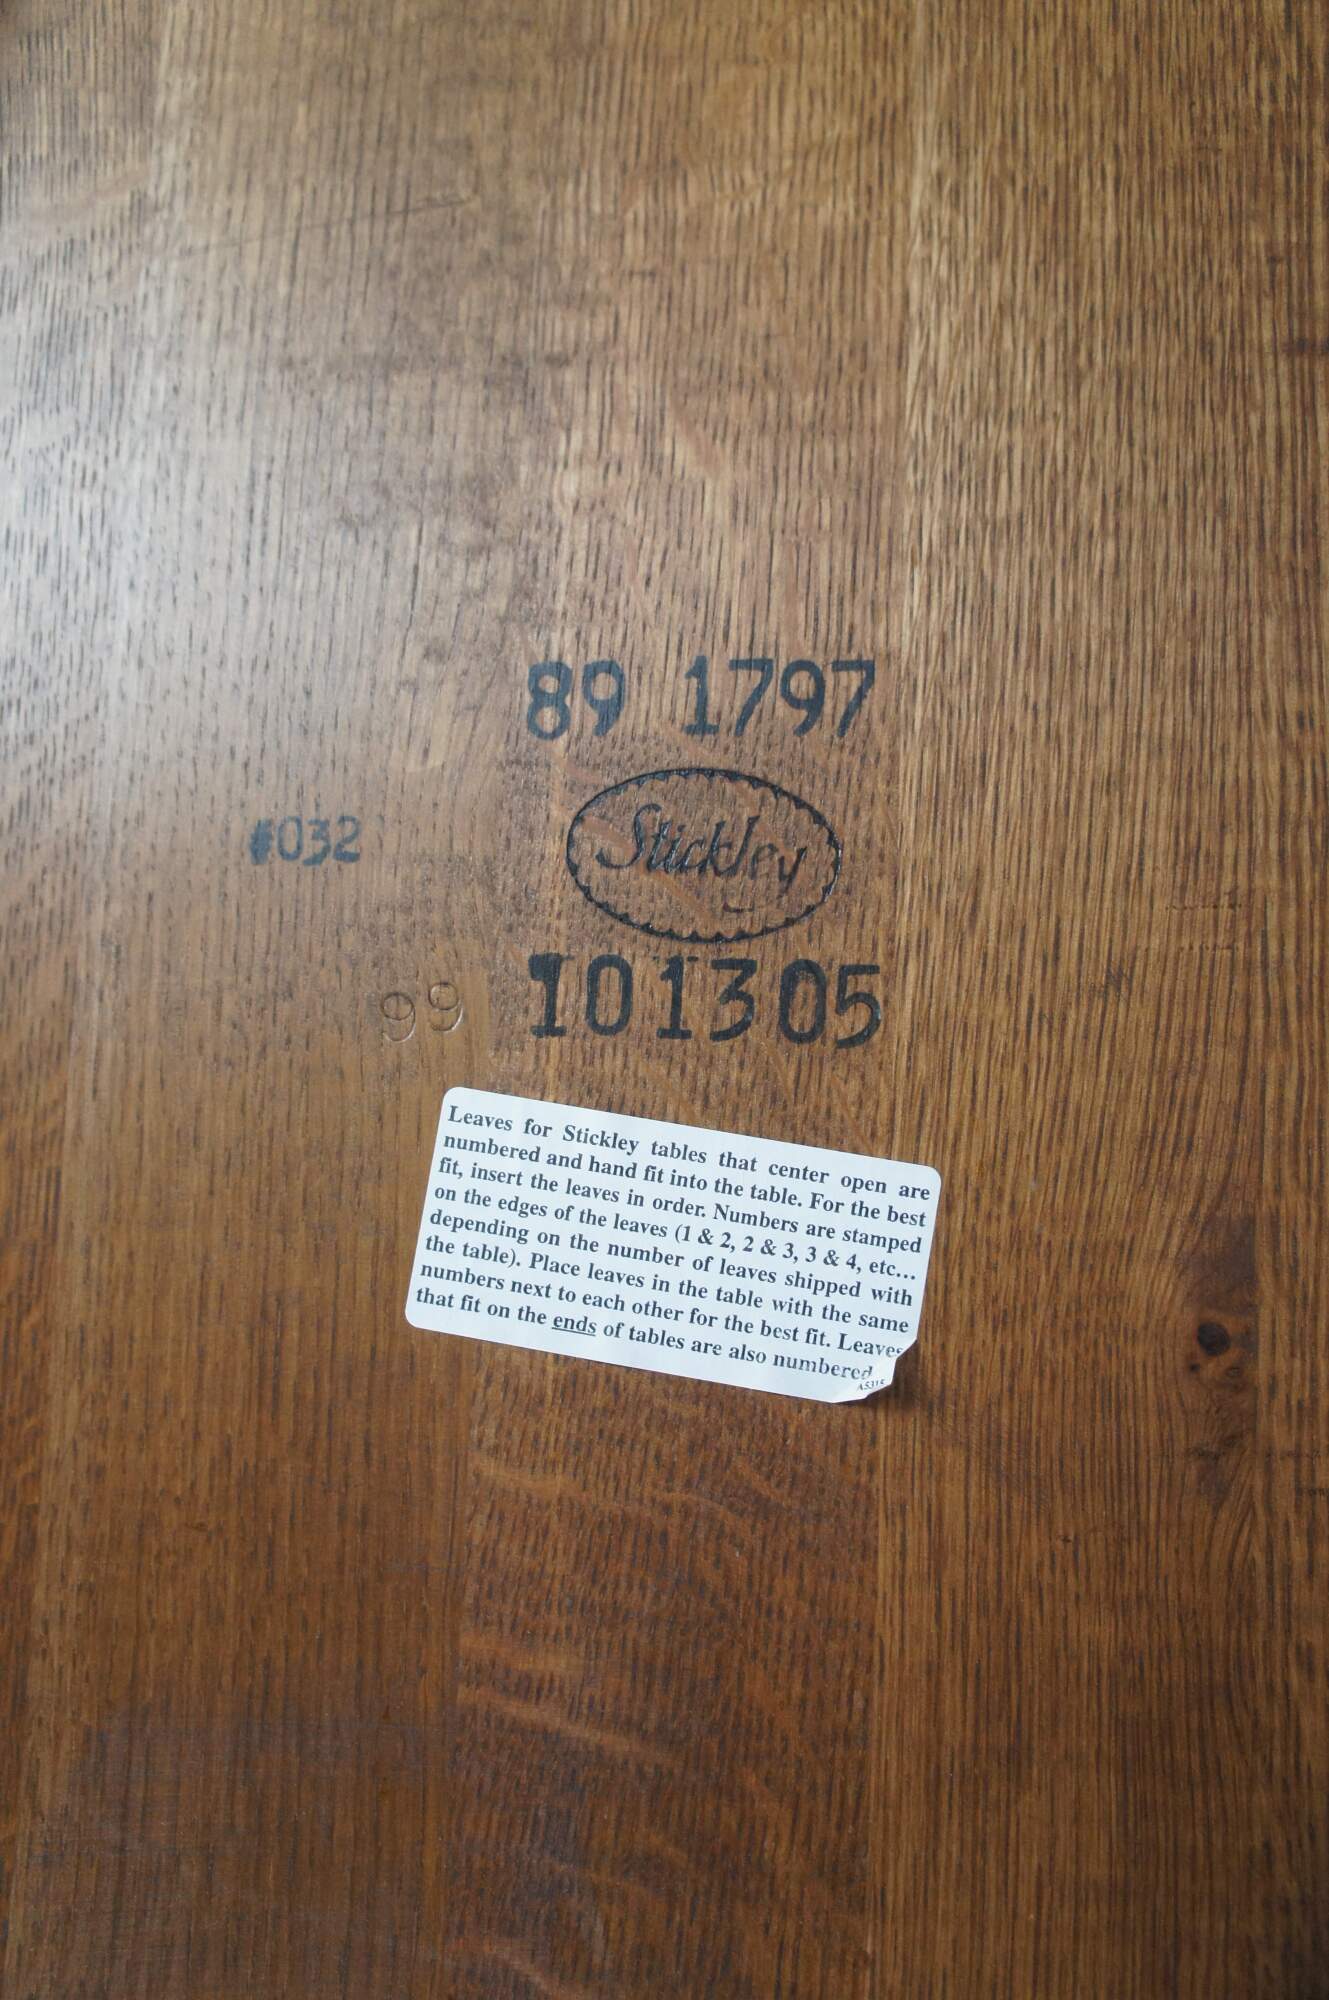 89 1797
Stickley
#032
101305
99
Leaves for Stickley tables that center open are
numbered and hand fit into the table. For the best
fit, insert the leaves in order. Numbers are stamped
on the edges of the leaves (1 & 2, 2 & 3, 3 & 4, etc...
depending on the number of leaves shipped with
the table). Place leaves in the table with the same
numbers next to each other for the best fit. Leaves
that fit on the ends of tables are also numbered